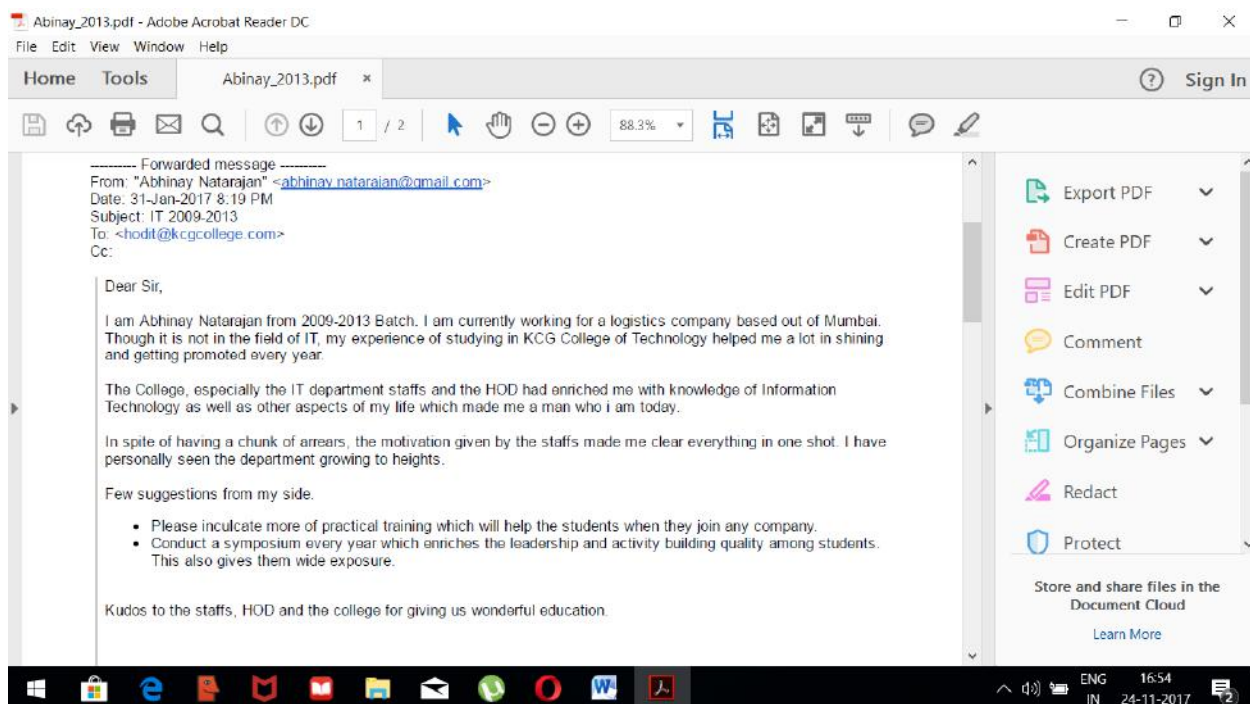 Abinay_2013.pdf - Adobe Acrobat Reader DC
File Edit View Window Help
Home Tools Abinay_2013.pdf × ? Sign In
1 / 2 88.3%
---------- Forwarded message ----------
From: "Abhinay Natarajan" <abhinay.natarajan@gmail.com>
Date: 31-Jan-2017 8:19 PM
Subject: IT 2009-2013
To: <hodit@kcgcollege.com>
Cc:
Dear Sir,
I am Abhinay Natarajan from 2009-2013 Batch. I am currently working for a logistics company based out of Mumbai.
Though it is not in the field of IT, my experience of studying in KCG College of Technology helped me a lot in shining
and getting promoted every year.
The College, especially the IT department staffs and the HOD had enriched me with knowledge of Information
Technology as well as other aspects of my life which made me a man who i am today.
In spite of having a chunk of arrears, the motivation given by the staffs made me clear everything in one shot. I have
personally seen the department growing to heights.
Few suggestions from my side.
• Please inculcate more of practical training which will help the students when they join any company.
• Conduct a symposium every year which enriches the leadership and activity building quality among students.
This also gives them wide exposure.
Kudos to the staffs, HOD and the college for giving us wonderful education.
Export PDF
Create PDF
Edit PDF
Comment
Combine Files
Organize Pages
Redact
Protect
Store and share files in the
Document Cloud
Learn More
ENG 16:54
IN 24-11-2017 2